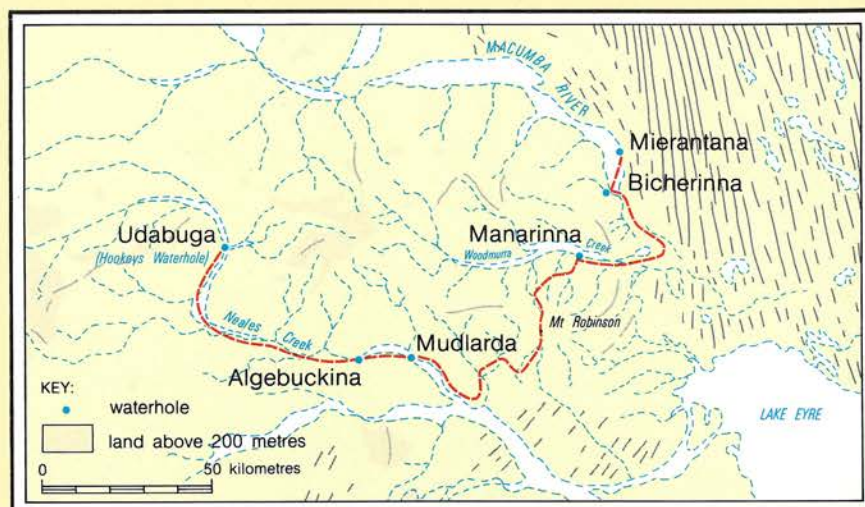 MACUMBA
RIVER
Mierantana
Bicherinna
Udabuga
(Hookeys Waterhole)
Manarinna
Woodmurra Creek
Neales Creek
Mt Robinson
Mudlarda
Algebuckina
LAKE EYRE
KEY:
waterhole
land above 200 metres
0 50 kilometres